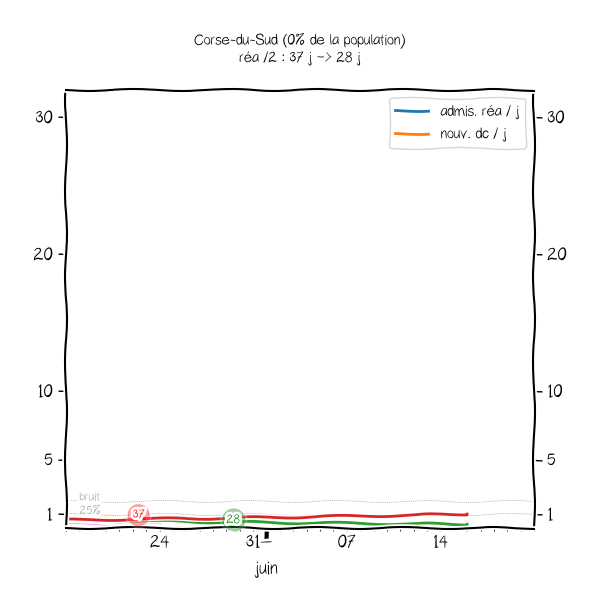 Corse-du-Sud (0% de la population)
réa /2 : 37 j -> 28 j
admis. réa / j
nouv. dc / j
30
30
20
20
10
10
5
5
bruit
25%
1
37
28
1
24
31
07
14
juin